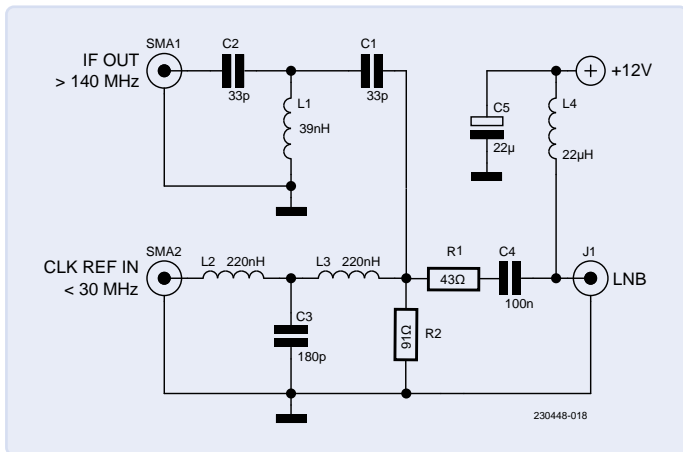 SMA1
IF OUT
> 140 MHz
C2
33p
C1
33p
L1
39nH
C5
22µ
+12V
L4
22µH
SMA2
CLK REF IN
< 30 MHz
L2 220nH
L3 220nH
C3
180p
R1
43Ω
C4
100n
J1
LNB
91Ω
R2
230448-018